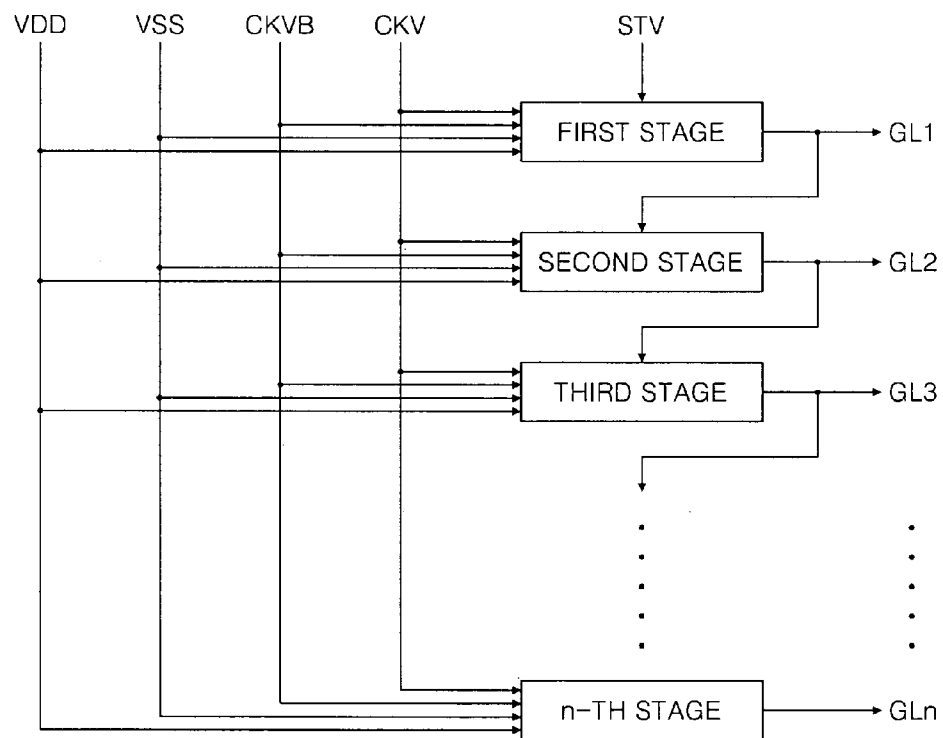 VDD VSS CKVB CKV STV
FIRST STAGE GL1
SECOND STAGE GL2
THIRD STAGE GL3
n-TH STAGE GLn